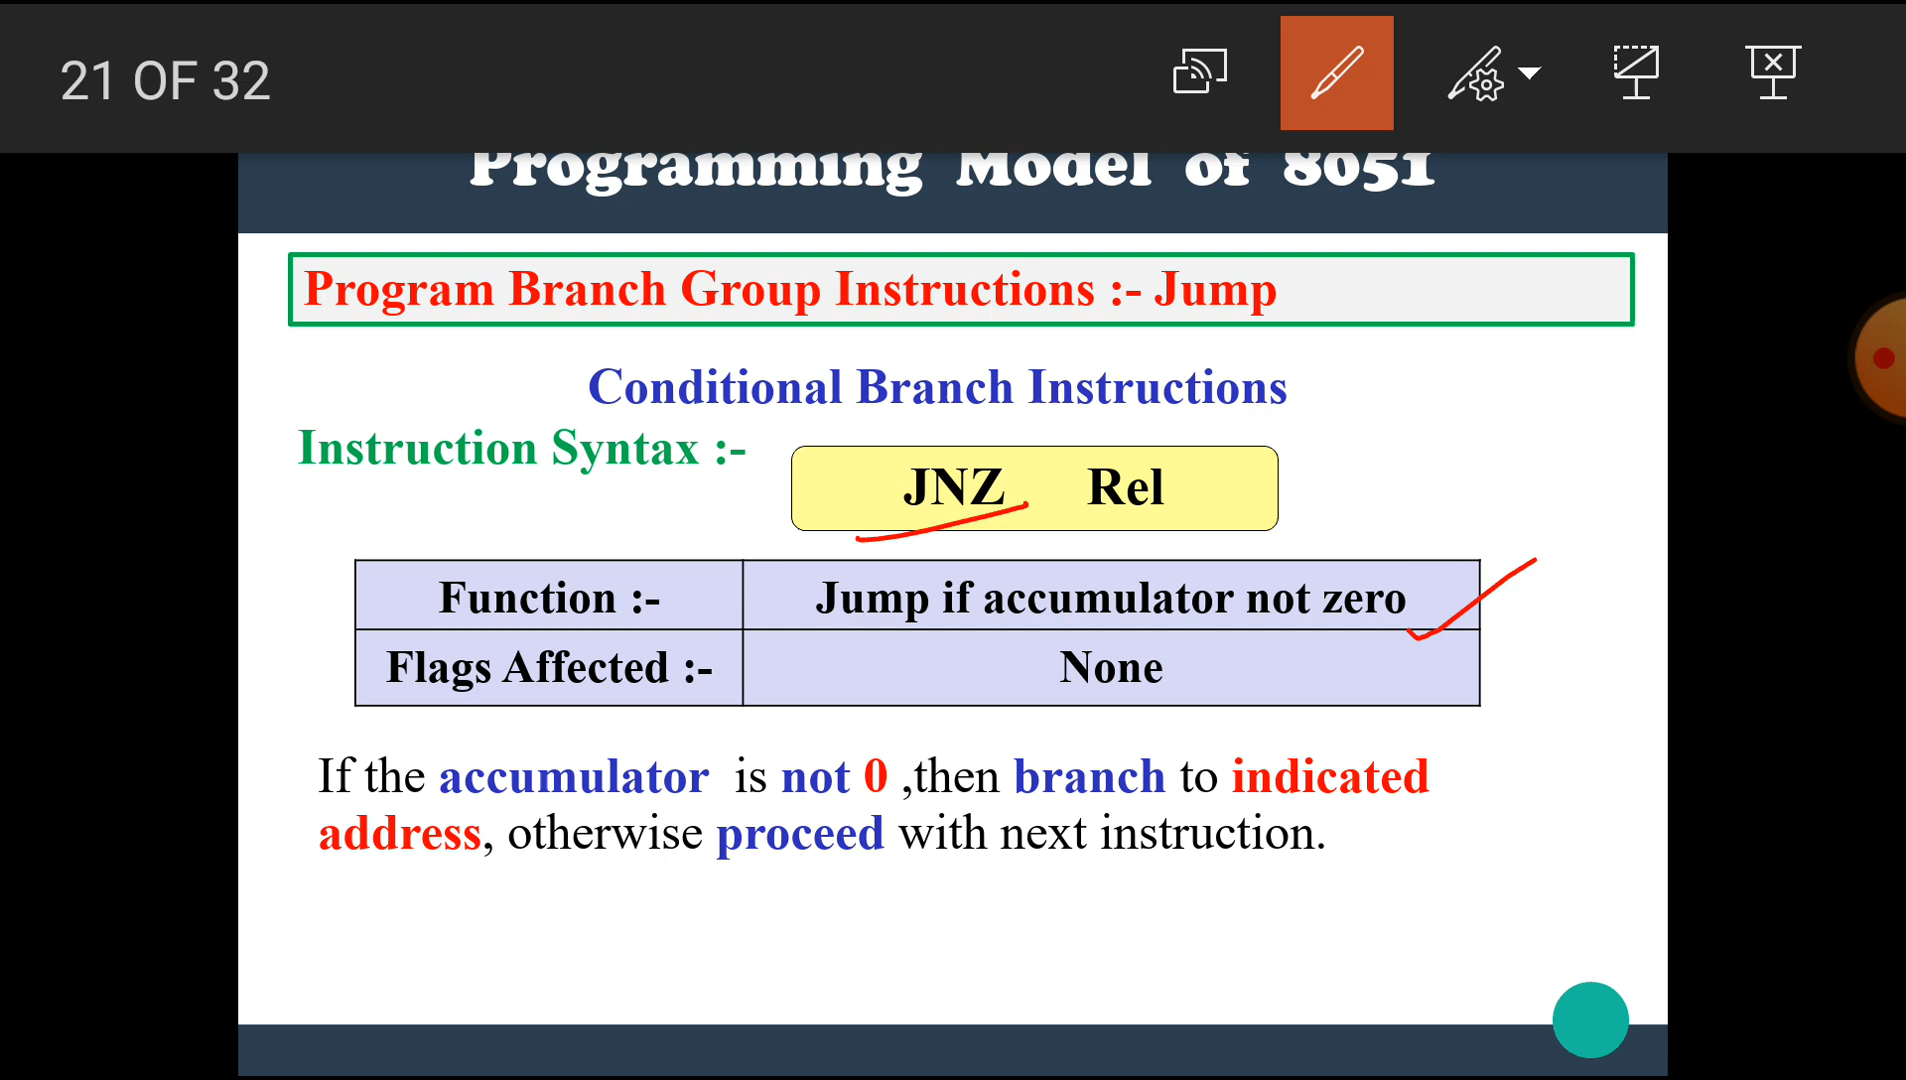 21 OF 32
Programming Model of 8051
Program Branch Group Instructions :- Jump
Conditional Branch Instructions
Instruction Syntax :-
JNZ Rel
Function :- Jump if accumulator not zero
Flags Affected :- None
If the accumulator is not 0 ,then branch to indicated
address, otherwise proceed with next instruction.